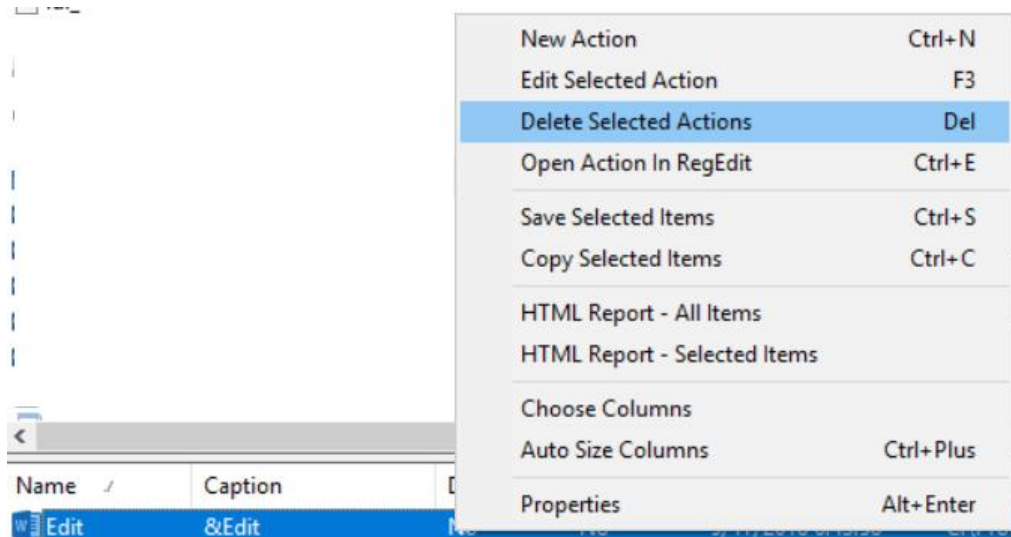 New Action Ctrl+N
Edit Selected Action F3
Delete Selected Actions Del
Open Action In RegEdit Ctrl+E
Save Selected Items Ctrl+S
Copy Selected Items Ctrl+C
HTML Report - All Items
HTML Report - Selected Items
Choose Columns
Auto Size Columns Ctrl+Plus
Properties Alt+Enter
Name Caption
Edit &Edit No No